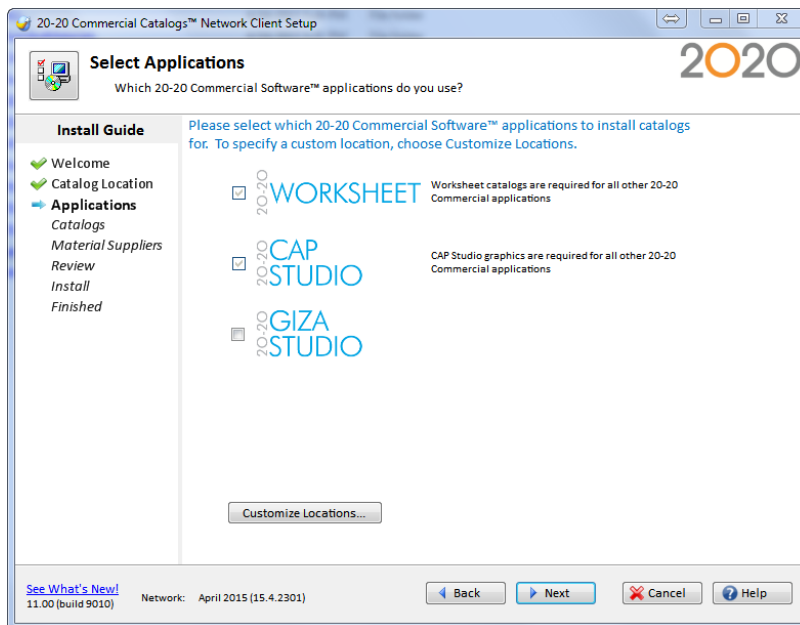 20-20 Commercial Catalogs™ Network Client Setup
Select Applications
Which 20-20 Commercial Software™ applications do you use?
2020
Install Guide
Welcome
Catalog Location
Applications
Catalogs
Material Suppliers
Review
Install
Finished
Please select which 20-20 Commercial Software™ applications to install catalogs
for. To specify a custom location, choose Customize Locations.
20-20 WORKSHEET
Worksheet catalogs are required for all other 20-20
Commercial applications
20-20 CAP
STUDIO
CAP Studio graphics are required for all other 20-20
Commercial applications
20-20 GIZA
STUDIO
Customize Locations...
See What's New!
11.00 (build 9010)
Network: April 2015 (15.4.2301)
Back
Next
Cancel
Help